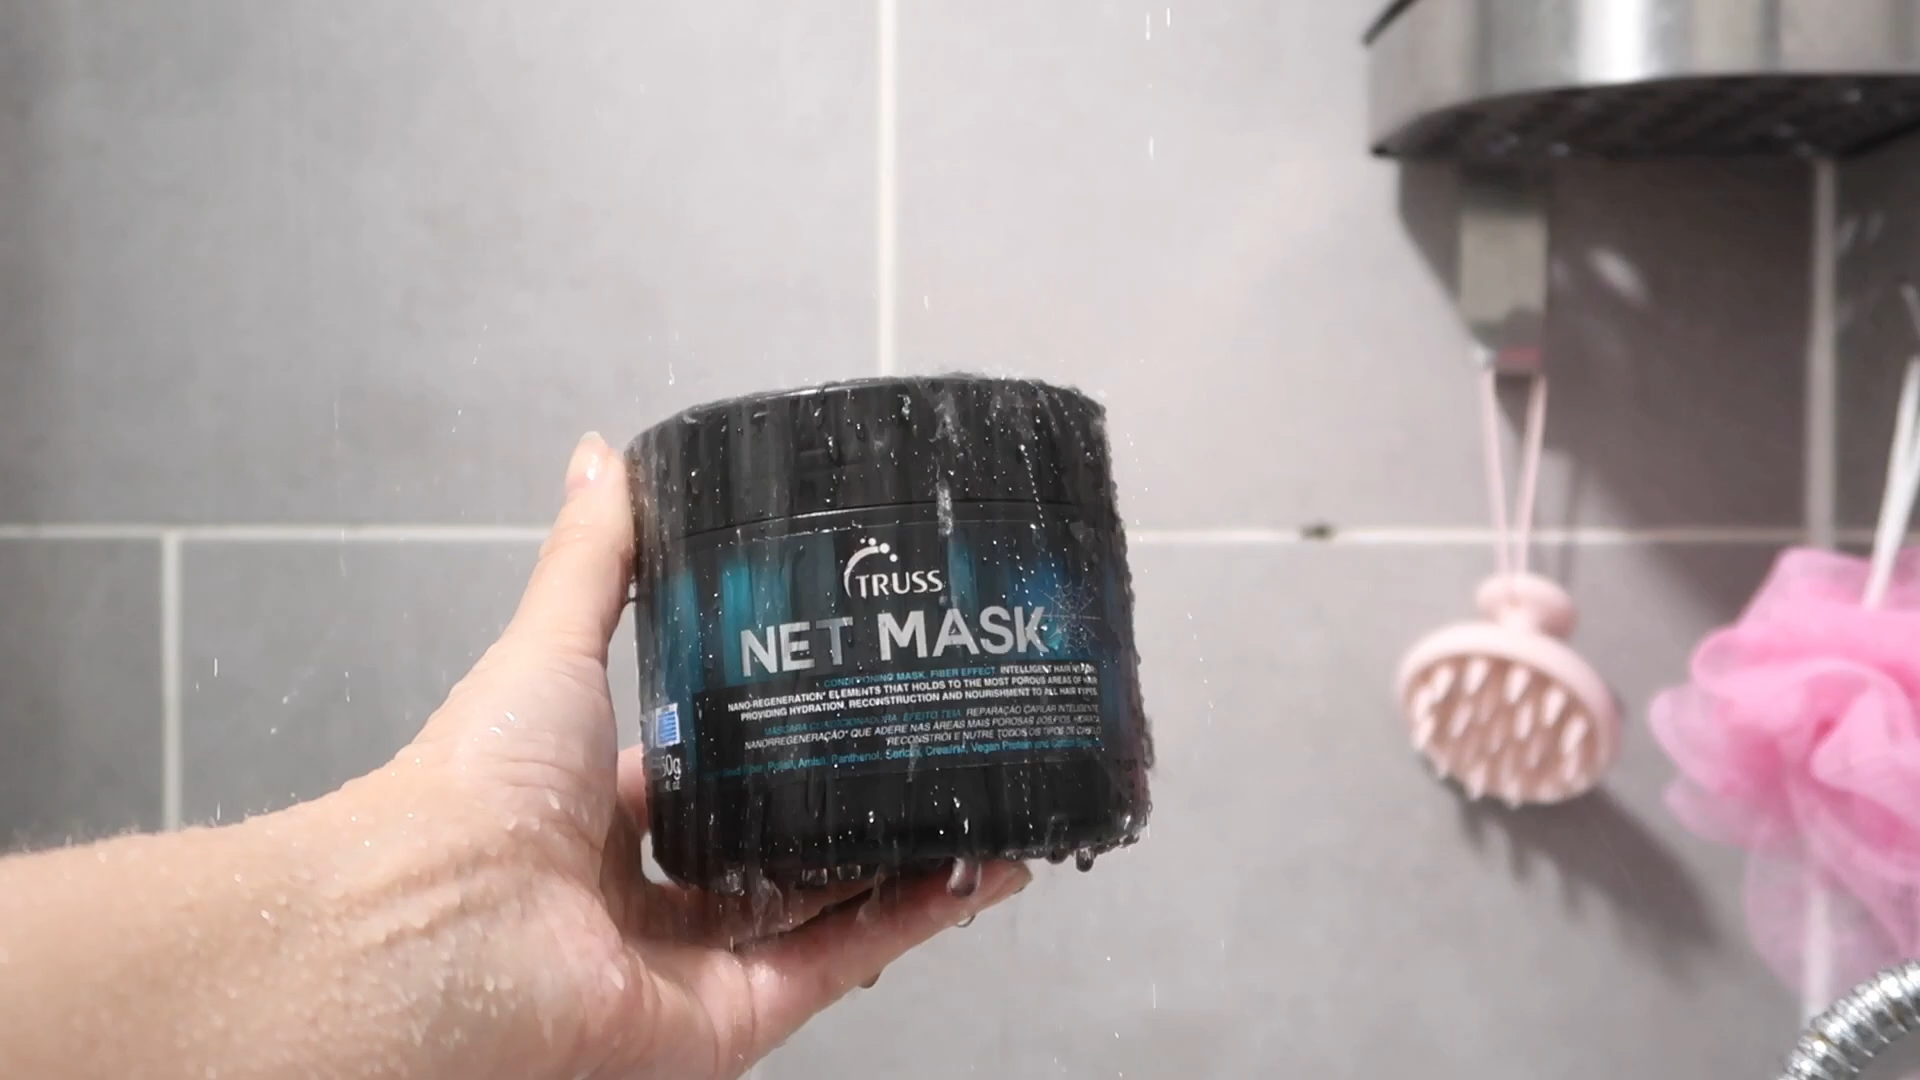 TRUSS
NET MASK
CONDITIONING MASK, FIBER EFFECT. INTELLIGENT HAIR
NANO-REGENERATION* ELEMENTS THAT HOLDS TO THE MOST POROUS AREAS OF HAIR
PROVIDING HYDRATION, RECONSTRUCTION AND NOURISHMENT TO ALL HAIR TYPES.
MÁSCARA CONDICIONADORA, EFEITO TEIA. REPARAÇÃO CAPILAR INTELIGENTE
NANORREGENERAÇÃO* QUE ADERE NAS ÁREAS MAIS POROSAS DOS FIOS, HIDRATA
RECONSTRÓI E NUTRE TODOS OS TIPOS DE CABELO
Panthenol, Sericin, Creatine, Vegan Protein and